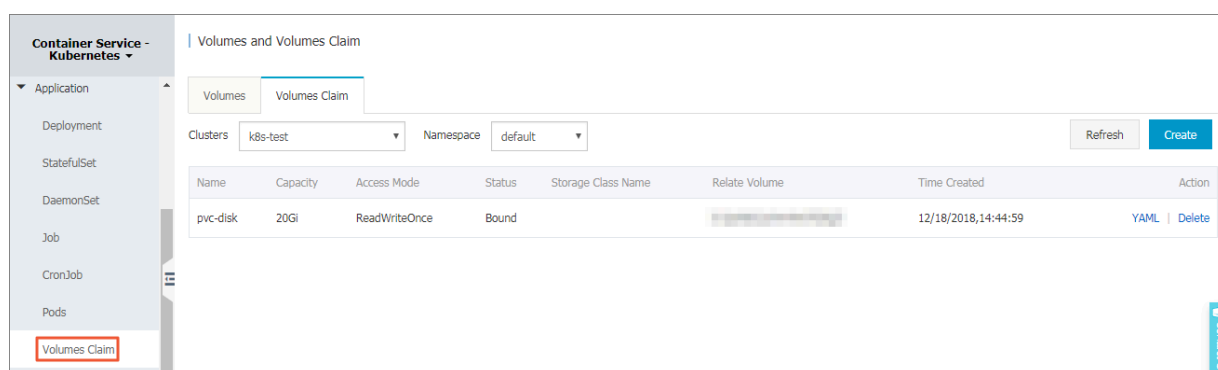 Container Service -
Kubernetes
Volumes and Volumes Claim
Application
Deployment
StatefulSet
DaemonSet
Job
CronJob
Pods
Volumes Claim
Volumes Volumes Claim
Clusters k8s-test Namespace default Refresh Create
Name Capacity Access Mode Status Storage Class Name Relate Volume Time Created Action
pvc-disk 20Gi ReadWriteOnce Bound 12/18/2018,14:44:59 YAML | Delete